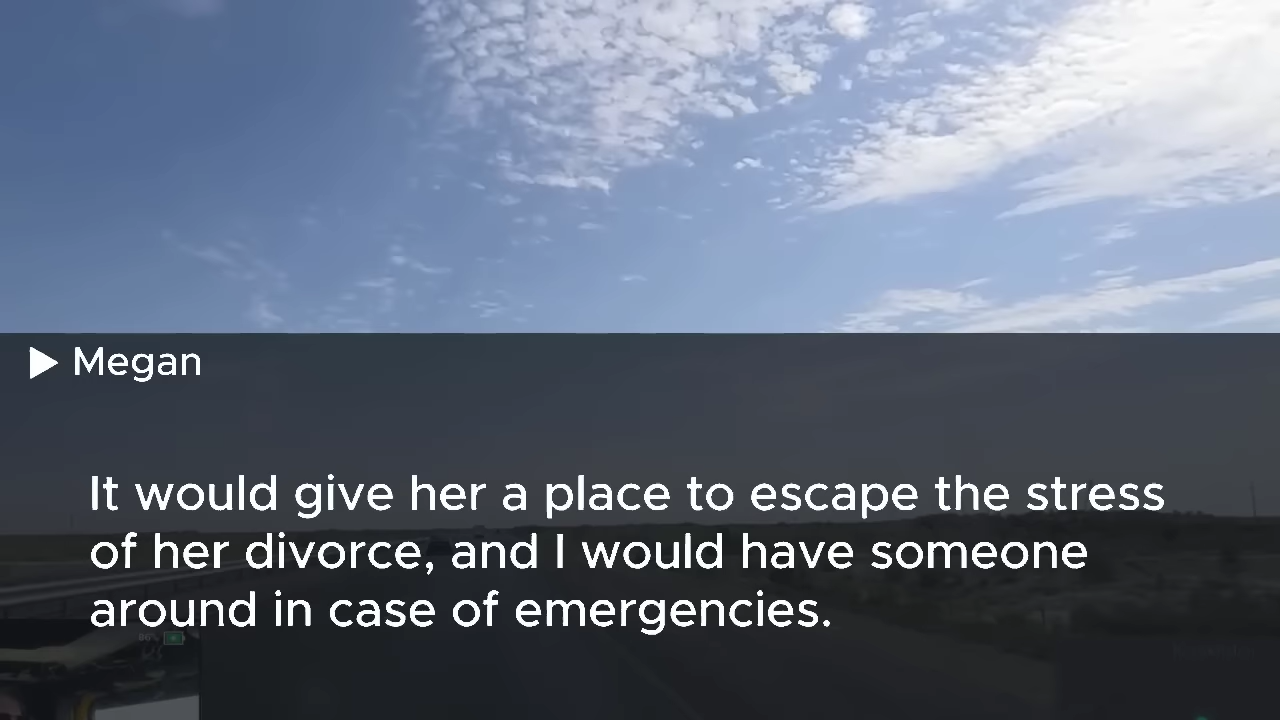 Megan
It would give her a place to escape the stress
of her divorce, and I would have someone
around in case of emergencies.